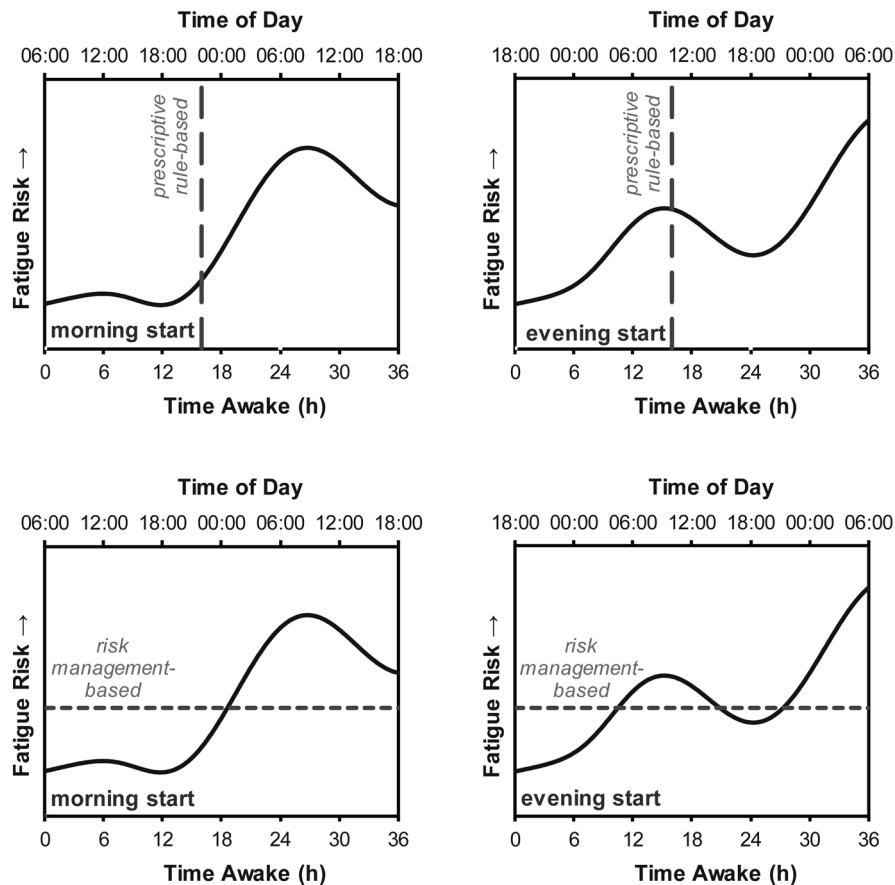 Time of Day
06:00 12:00 18:00 00:00 06:00 12:00 18:00
prescriptive
rule-based
Fatigue Risk →
morning start
0 6 12 18 24 30 36
Time Awake (h)
Time of Day
18:00 00:00 06:00 12:00 18:00 00:00 06:00
prescriptive
rule-based
Fatigue Risk →
evening start
0 6 12 18 24 30 36
Time Awake (h)
Time of Day
06:00 12:00 18:00 00:00 06:00 12:00 18:00
risk
management-
based
Fatigue Risk →
morning start
0 6 12 18 24 30 36
Time Awake (h)
Time of Day
18:00 00:00 06:00 12:00 18:00 00:00 06:00
risk
management-
based
Fatigue Risk →
evening start
0 6 12 18 24 30 36
Time Awake (h)